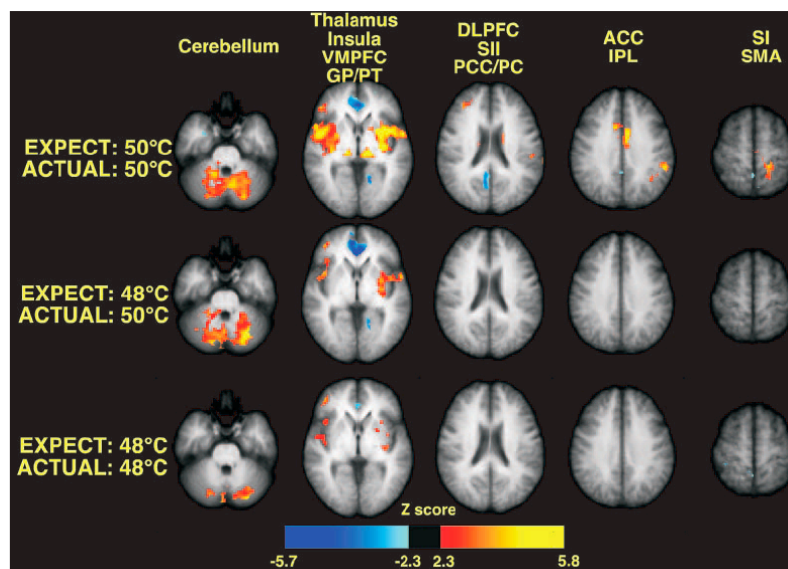 Cerebellum
Thalamus
Insula
VMPFC
GP/PT
DLPFC
SII
PCC/PC
ACC
IPL
SI
SMA
EXPECT: 50°C
ACTUAL: 50°C
EXPECT: 48°C
ACTUAL: 50°C
EXPECT: 48°C
ACTUAL: 48°C
Z score
-5.7 -2.3 2.3 5.8